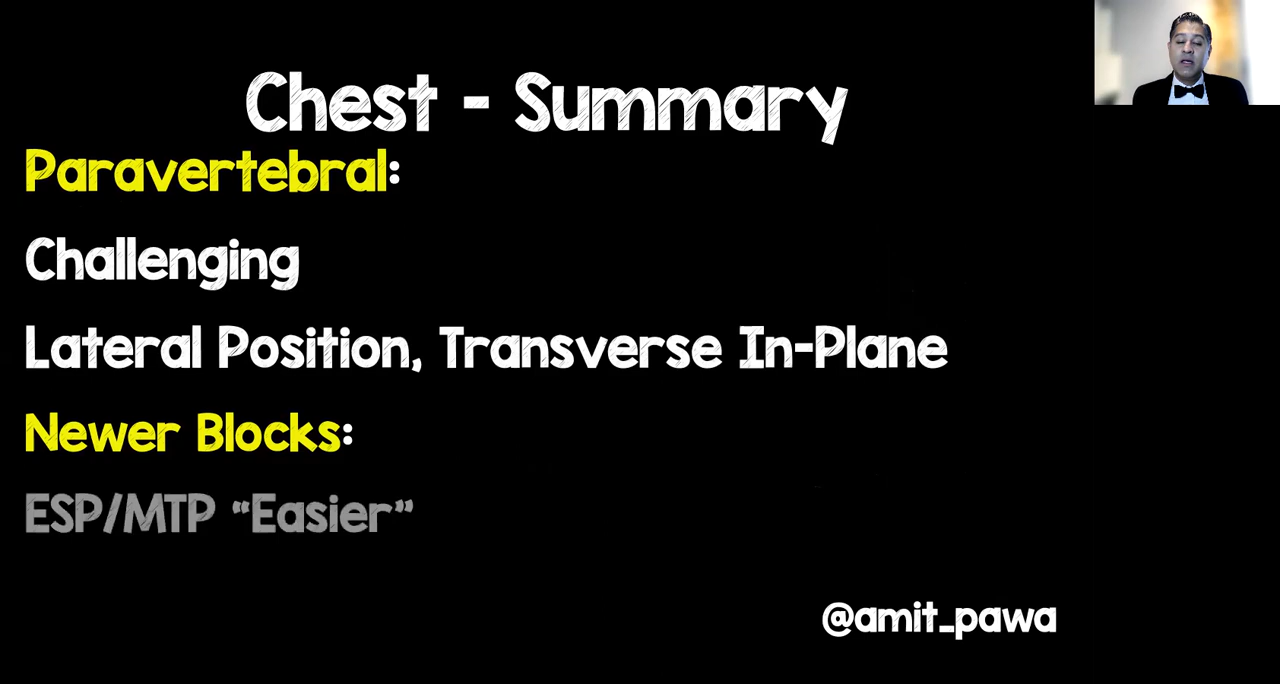 Chest - Summary
Paravertebral:
Challenging
Lateral Position, Transverse In-Plane
Newer Blocks:
ESP/MTP “Easier”
@amit_pawa